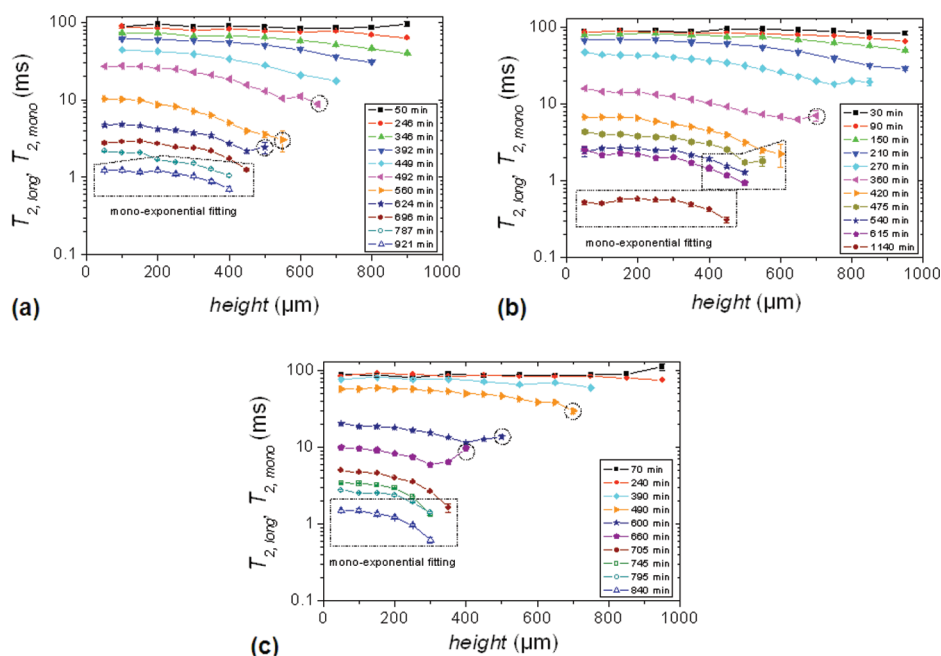 100
10
1
0.1
T2, long, T2, mono (ms)
0 200 400 600 800 1000
height (μm)
mono-exponential fitting
50 min
246 min
346 min
392 min
449 min
492 min
560 min
624 min
696 min
787 min
921 min
(a)
100
10
1
0.1
T2, long, T2, mono (ms)
0 200 400 600 800 1000
height (μm)
mono-exponential fitting
30 min
90 min
150 min
210 min
270 min
360 min
420 min
475 min
540 min
615 min
1140 min
(b)
100
10
1
0.1
T2, long, T2, mono (ms)
0 200 400 600 800 1000
height (μm)
mono-exponential fitting
70 min
240 min
390 min
490 min
600 min
660 min
705 min
745 min
795 min
840 min
(c)